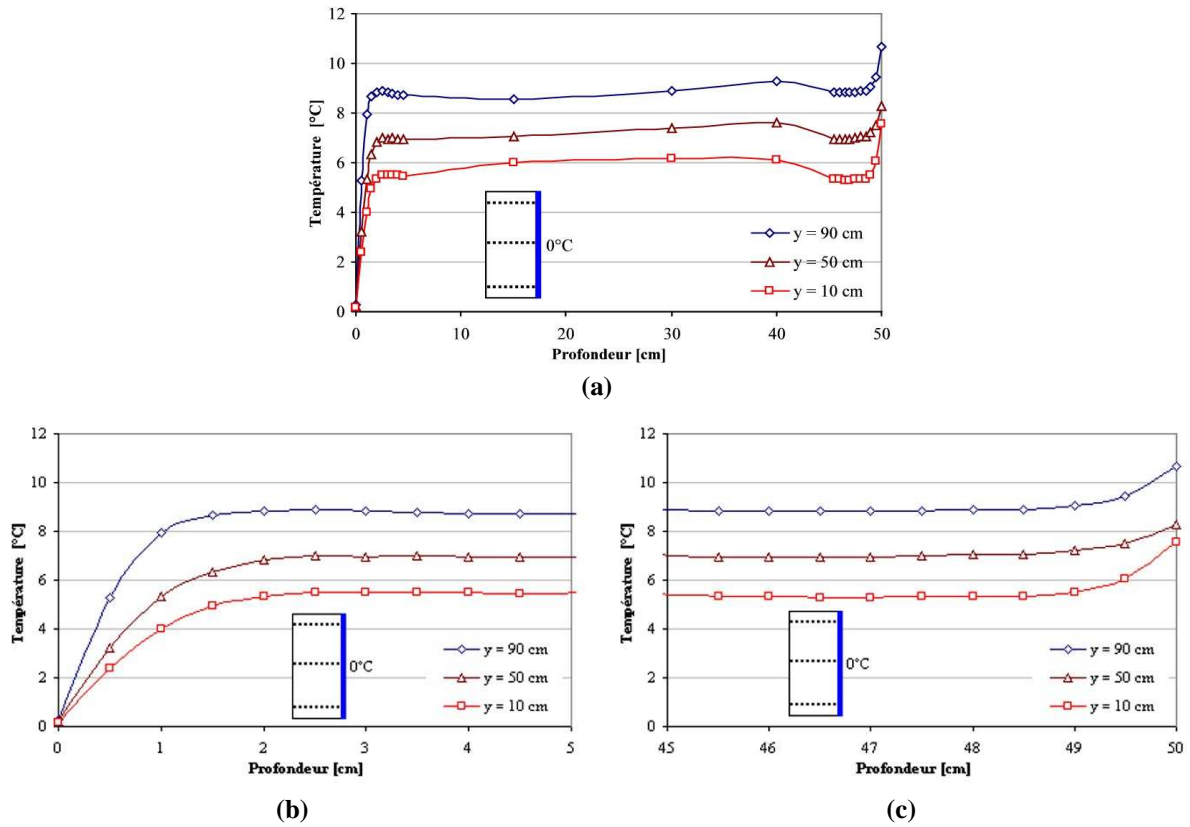 12
10
8
6
4
2
0
Température [°C]
0°C
y = 90 cm
y = 50 cm
y = 10 cm
0 10 20 30 40 50
Profondeur [cm]
(a)
12
10
8
6
4
2
0
Température [°C]
0°C
y = 90 cm
y = 50 cm
y = 10 cm
0 1 2 3 4 5
Profondeur [cm]
(b)
12
10
8
6
4
2
0
Température [°C]
0°C
y = 90 cm
y = 50 cm
y = 10 cm
45 46 47 48 49 50
Profondeur [cm]
(c)